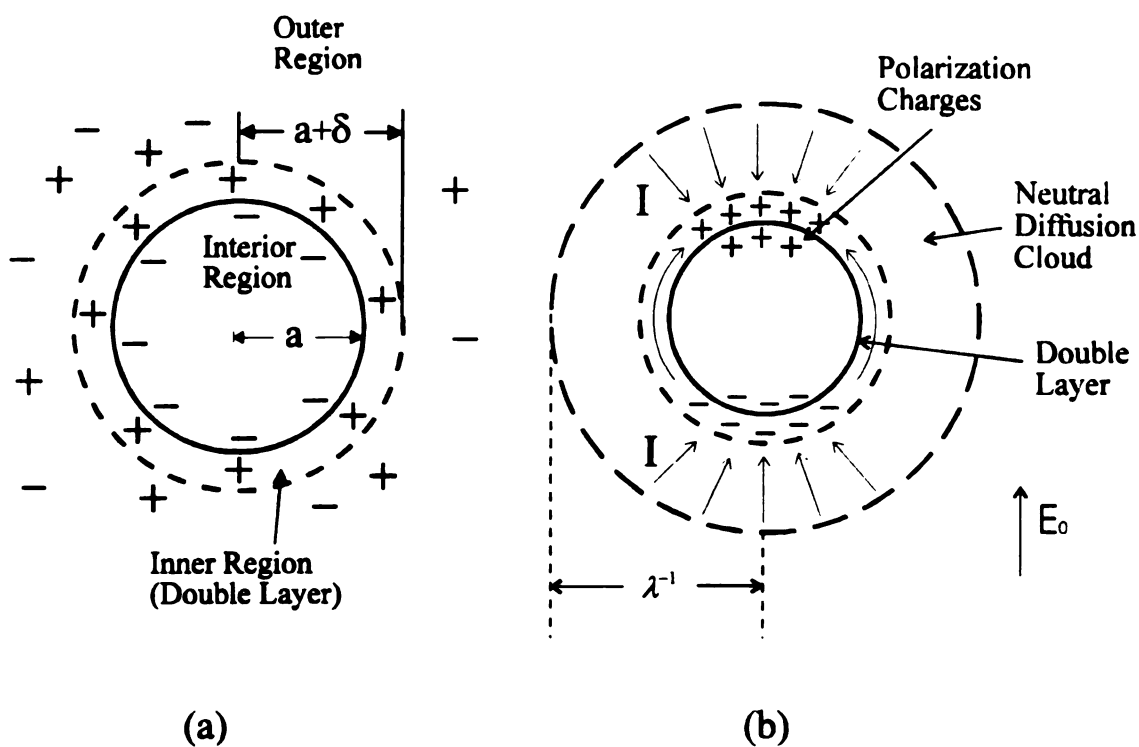 Outer
Region
a+δ
Interior
Region
a
Inner Region
(Double Layer)
(a)
Polarization
Charges
I
Neutral
Diffusion
Cloud
Double
Layer
I
E₀
λ⁻¹
(b)